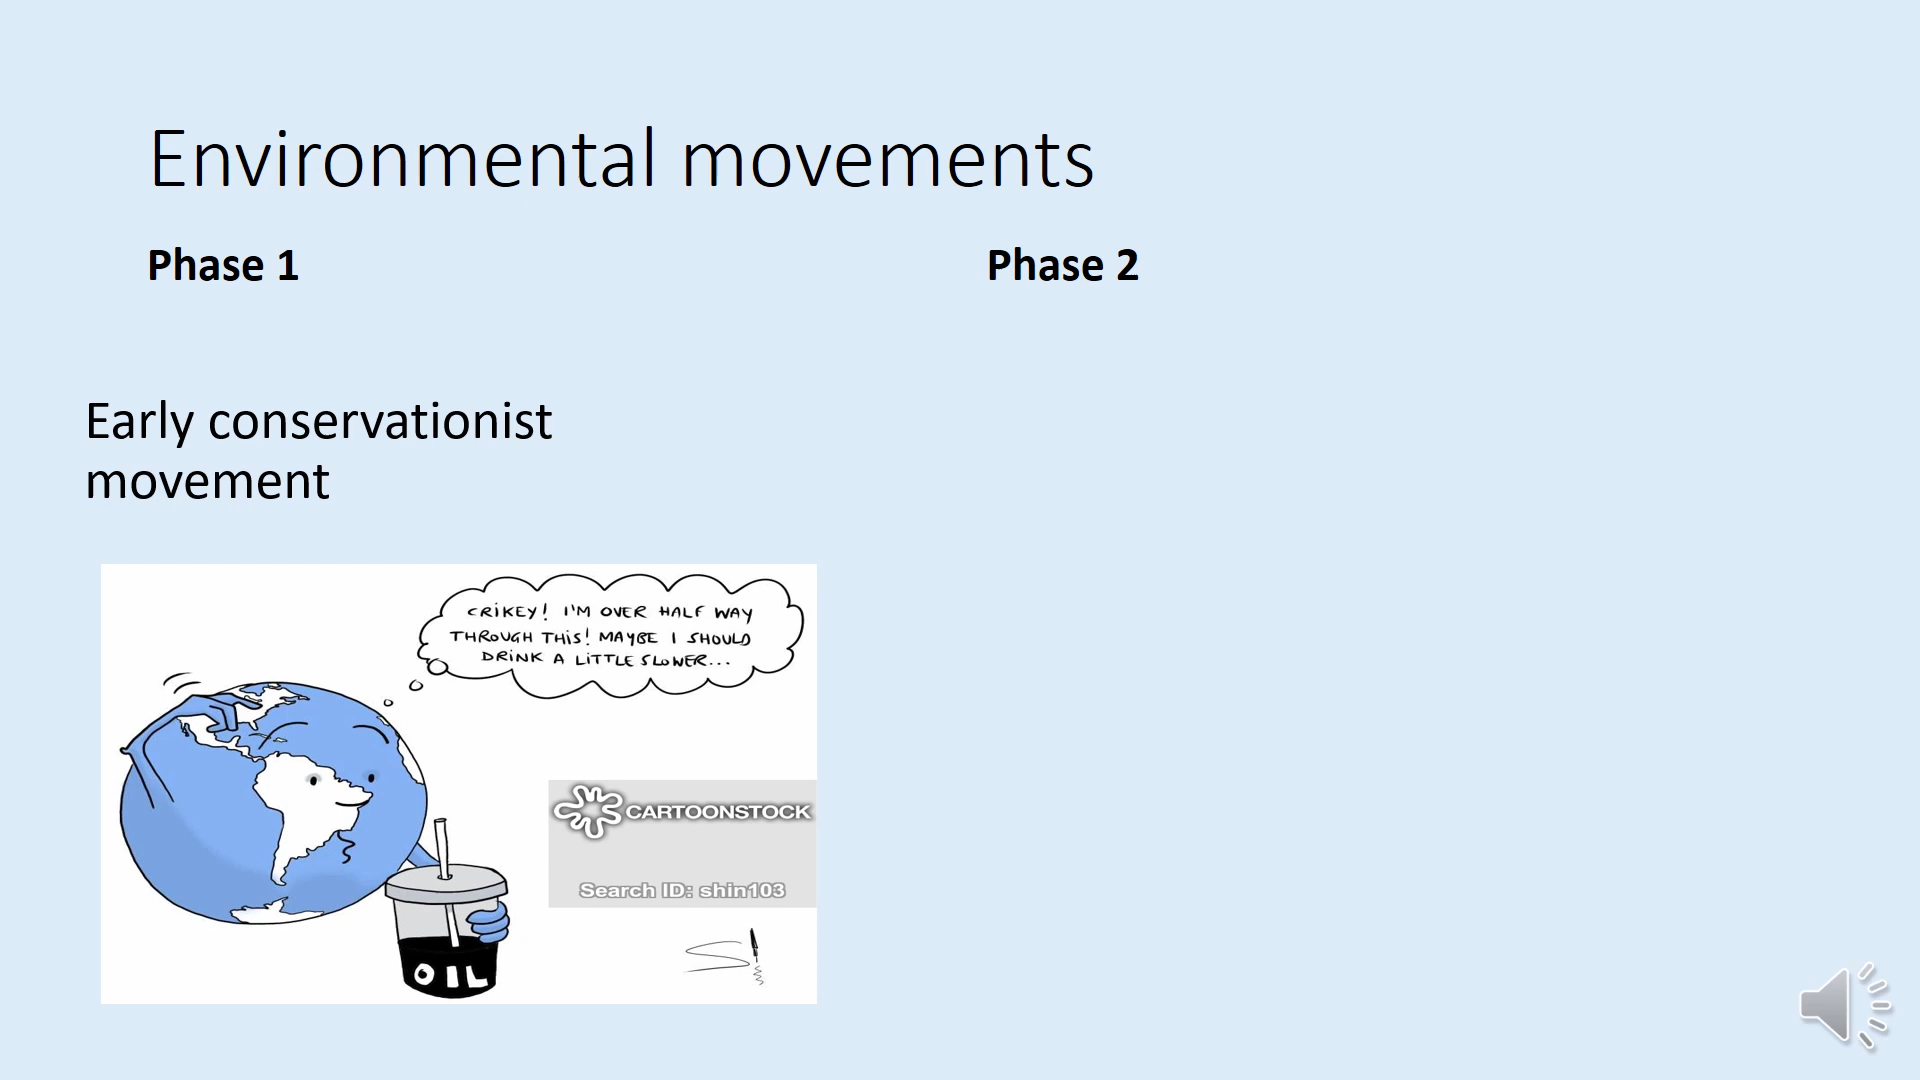 Environmental movements
Phase 1
Phase 2
Early conservationist
movement
CRIKEY! I'M OVER HALF WAY
THROUGH THIS! MAYBE I SHOULD
DRINK A LITTLE SLOWER...
CARTOONSTOCK
Search ID: shin103
OIL